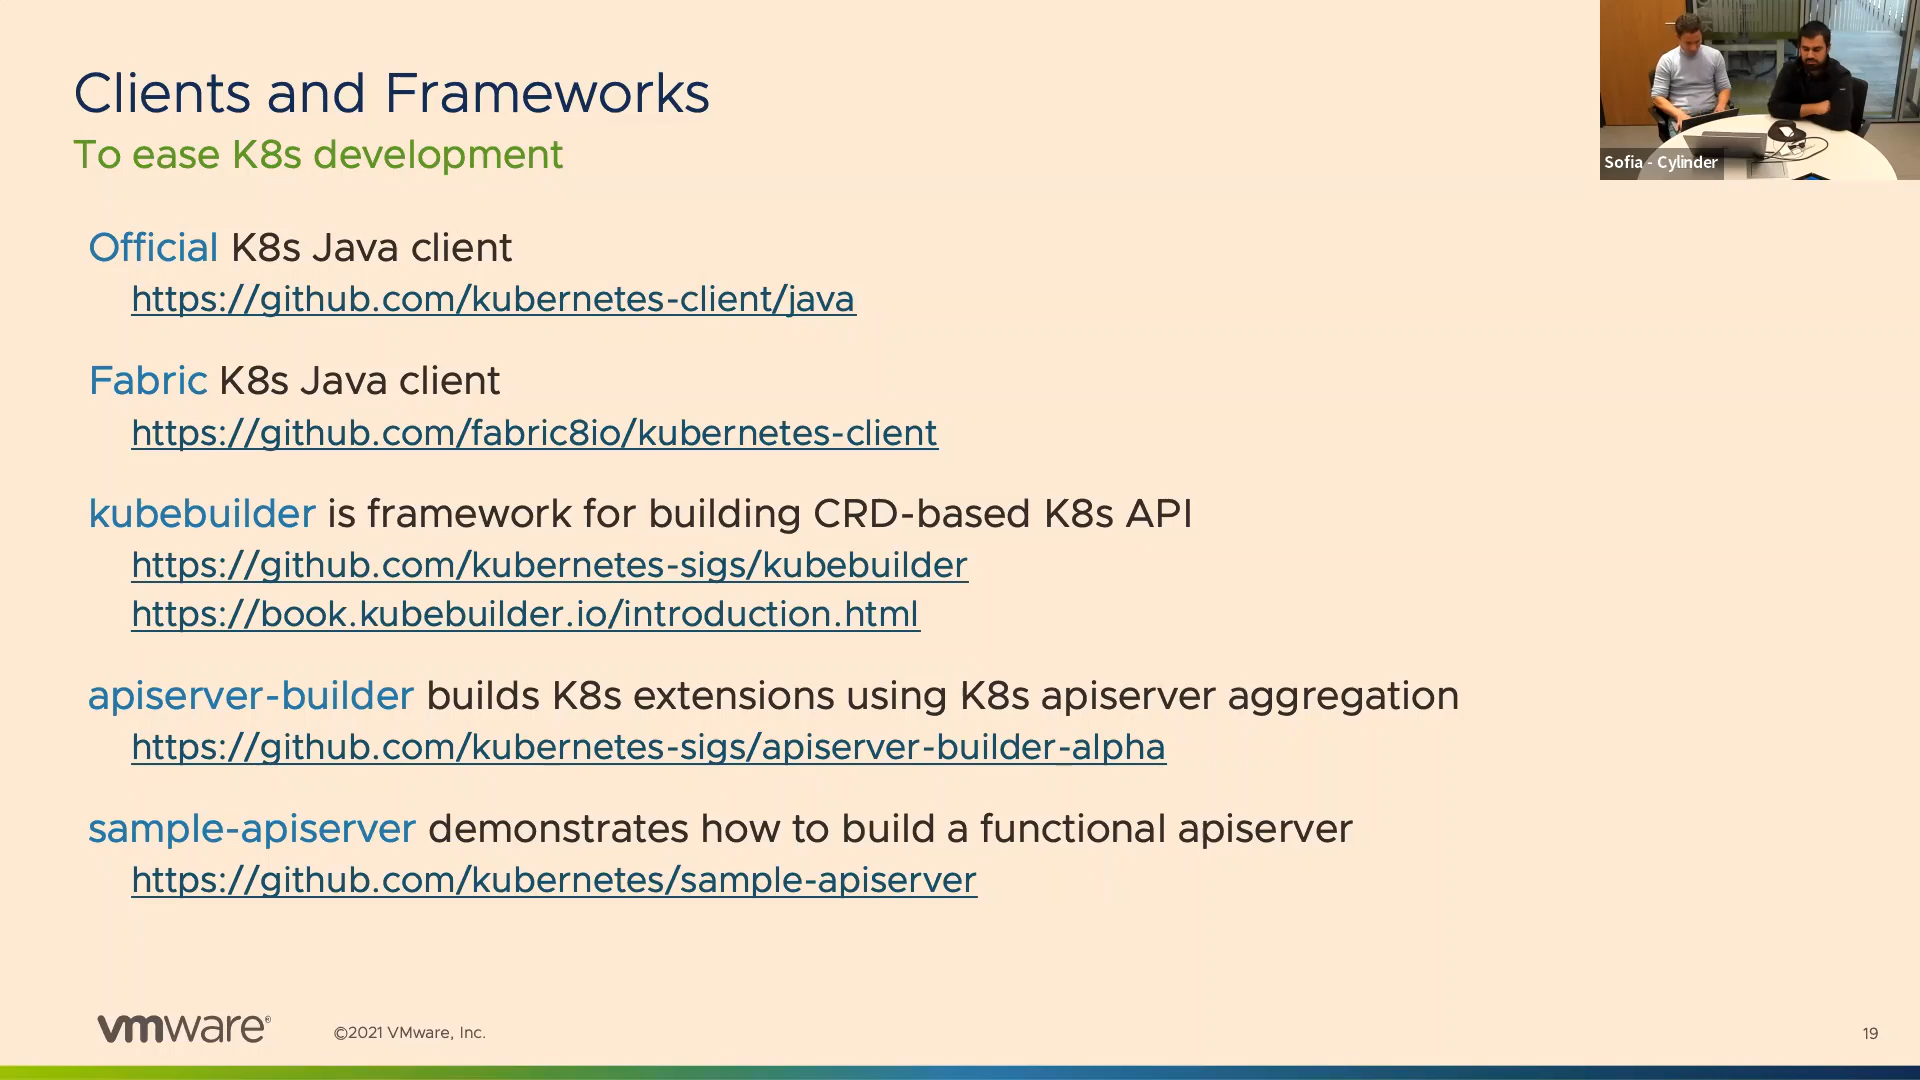 Clients and Frameworks
To ease K8s development
Sofia - Cylinder
Official K8s Java client
https://github.com/kubernetes-client/java
Fabric K8s Java client
https://github.com/fabric8io/kubernetes-client
kubebuilder is framework for building CRD-based K8s API
https://github.com/kubernetes-sigs/kubebuilder
https://book.kubebuilder.io/introduction.html
apiserver-builder builds K8s extensions using K8s apiserver aggregation
https://github.com/kubernetes-sigs/apiserver-builder-alpha
sample-apiserver demonstrates how to build a functional apiserver
https://github.com/kubernetes/sample-apiserver
vmware®
©2021 VMware, Inc.
19